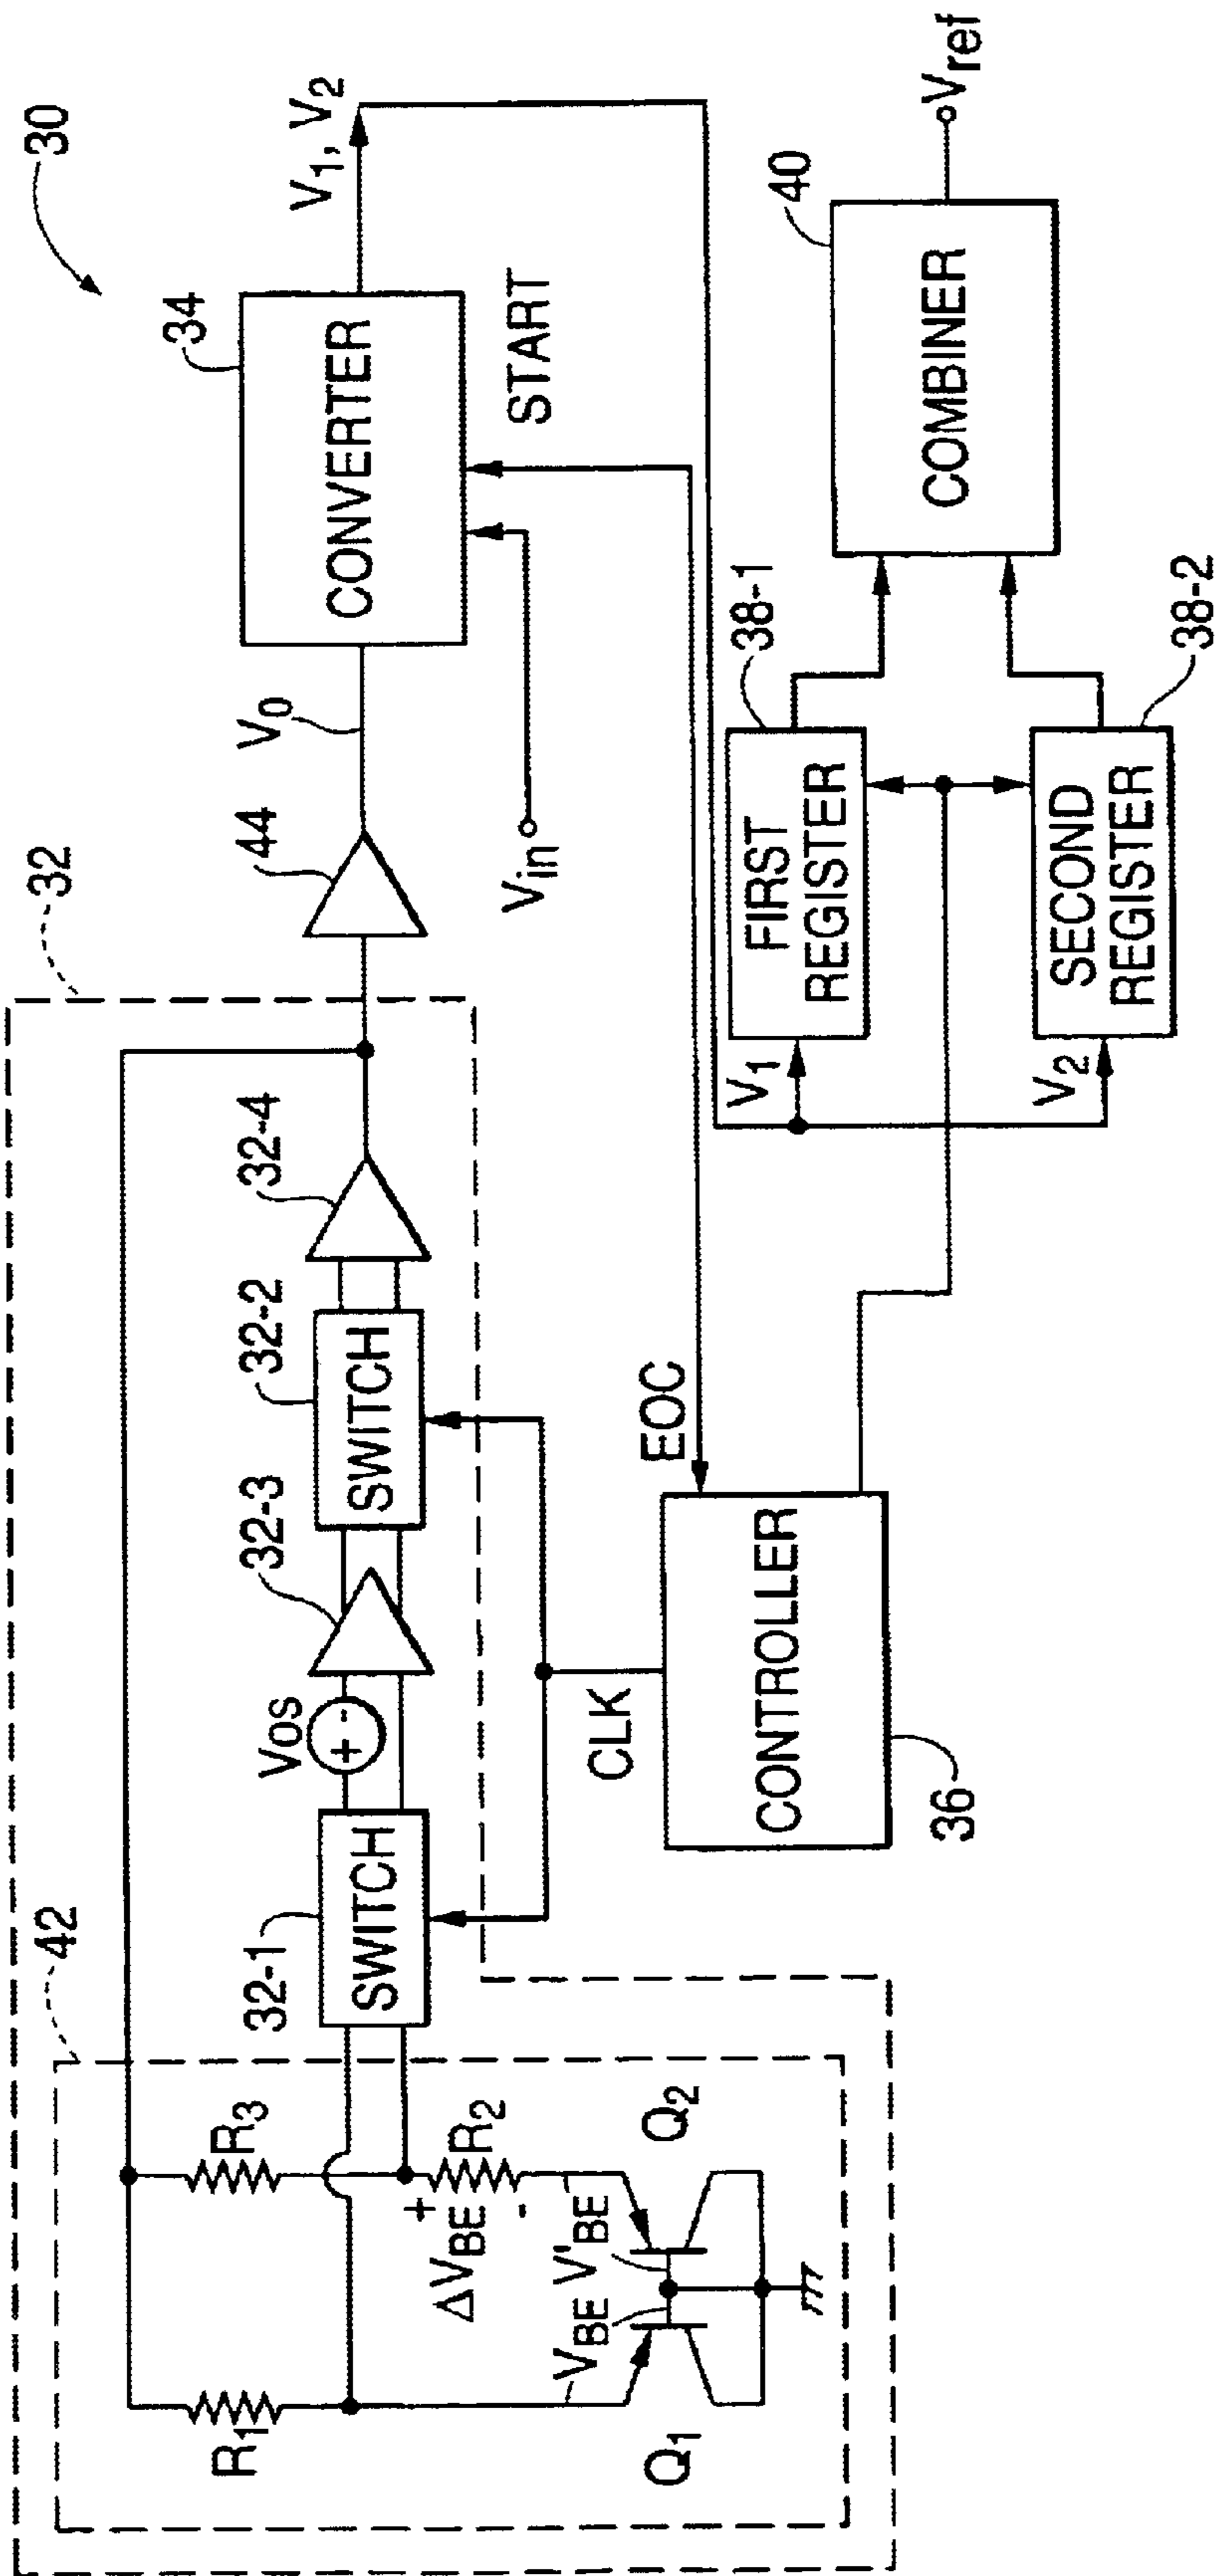 30
32
44
V0
34
CONVERTER
V1, V2
START
Vin
42
R1
R3
R2
+
ΔVBE
-
VBE
V'BE
Q1
Q2
32-1
SWITCH
VOS
+ -
32-3
32-2
SWITCH
32-4
CLK
EOC
CONTROLLER
36
V1
V2
FIRST
REGISTER
38-1
SECOND
REGISTER
38-2
COMBINER
40
Vref